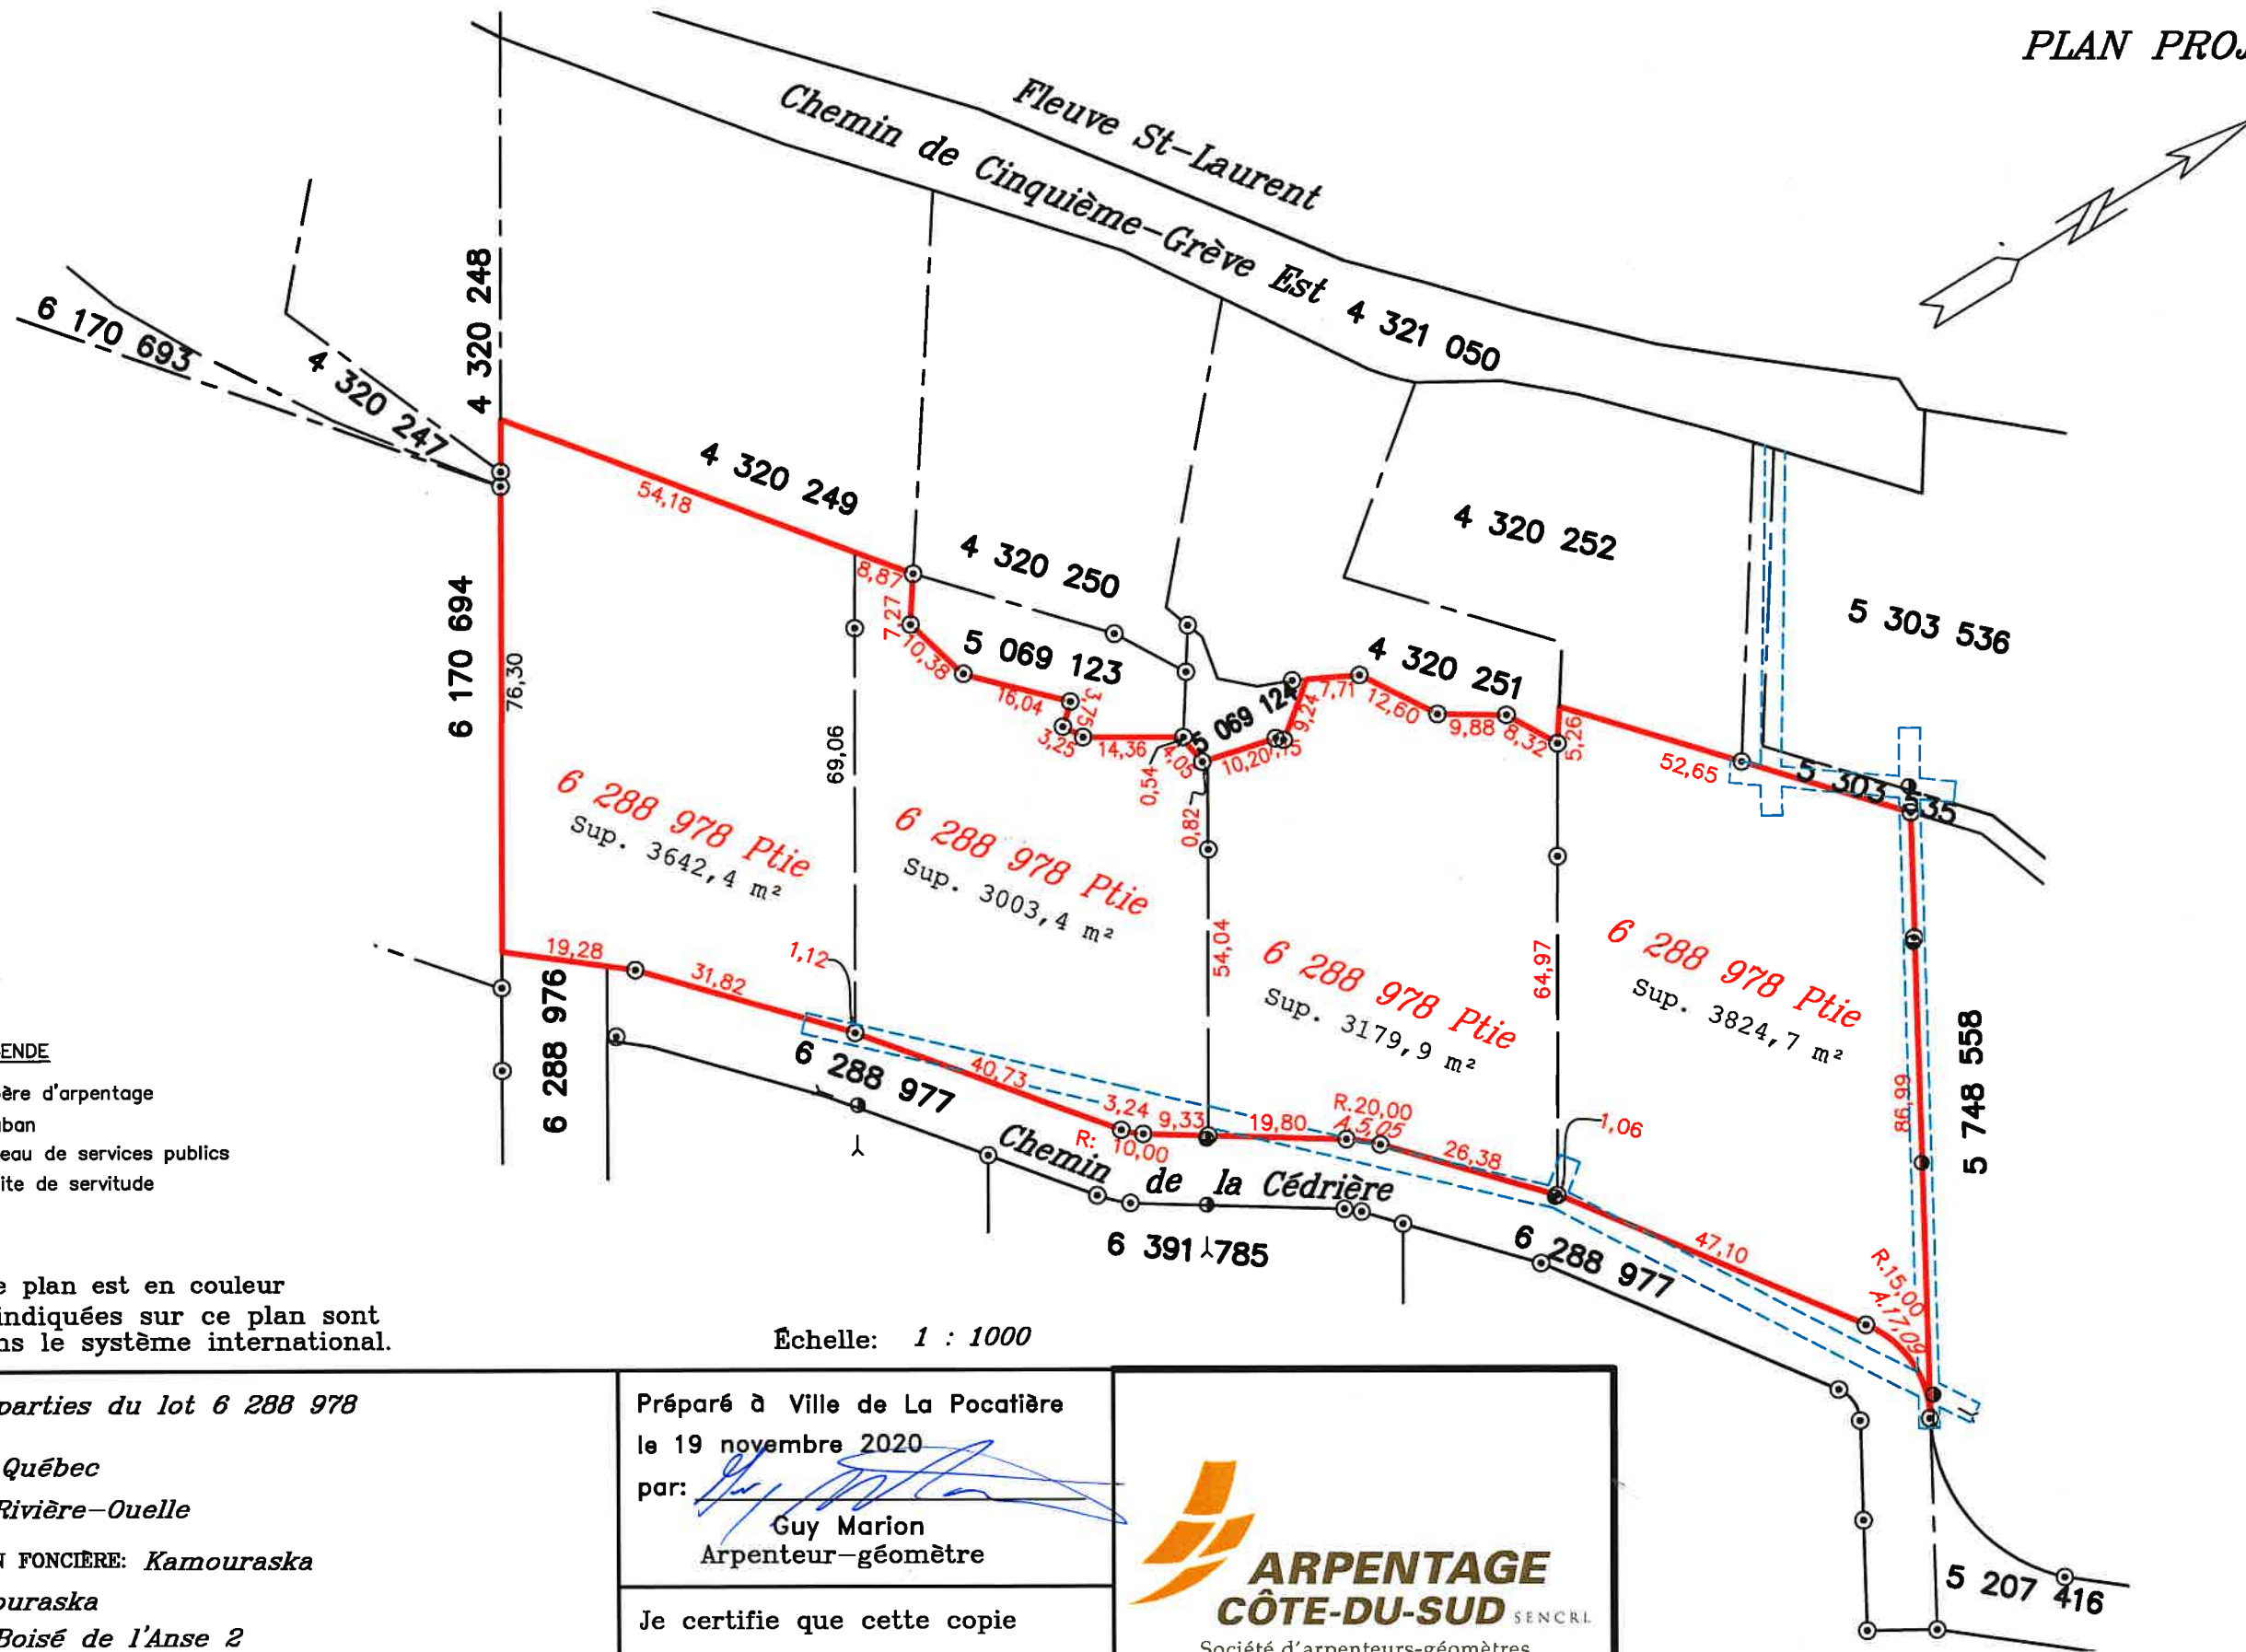 PLAN PROJ
Fleuve St-Laurent
Chemin de Cinquième-Grève Est 4 321 050
6 170 693
4 320 247
4 320 248
4 320 249
54,18
4 320 250
4 320 252
5 303 536
8,87
7,27
10,38
5 069 123
16,04
3,75
3,25
14,36
0,54
4,05
0,82
5 069 124
10,20
9,24
7,71
12,60
4 320 251
9,88
8,32
5,26
52,65
5 303 535
6 170 694
76,30
69,06
6 288 978 Ptie
Sup. 3642,4 m²
6 288 978 Ptie
Sup. 3003,4 m²
54,04
6 288 978 Ptie
Sup. 3179,9 m²
64,97
6 288 978 Ptie
Sup. 3824,7 m²
86,99
5 748 558
19,28
31,82
1,12
6 288 976
6 288 977
40,73
3,24
R: 10,00
9,33
19,80
R.20,00
A.5,05
26,38
1,06
47,10
R.15,00
A.17,09
Chemin de la Cédrière
6 391 785
6 288 977
5 207 416
ENDE
ère d'arpentage
ban
eau de services publics
ite de servitude
e plan est en couleur
indiquées sur ce plan sont
ns le système international.
Échelle: 1 : 1000
parties du lot 6 288 978
Québec
Rivière-Ouelle
N FONCIÈRE: Kamouraska
ouraska
Boisé de l'Anse 2
Préparé à Ville de La Pocatière
le 19 novembre 2020
par:
Guy Marion
Arpenteur-géomètre
Je certifie que cette copie
ARPENTAGE
CÔTE-DU-SUD SENCRL
Société d'arpenteurs-géomètres